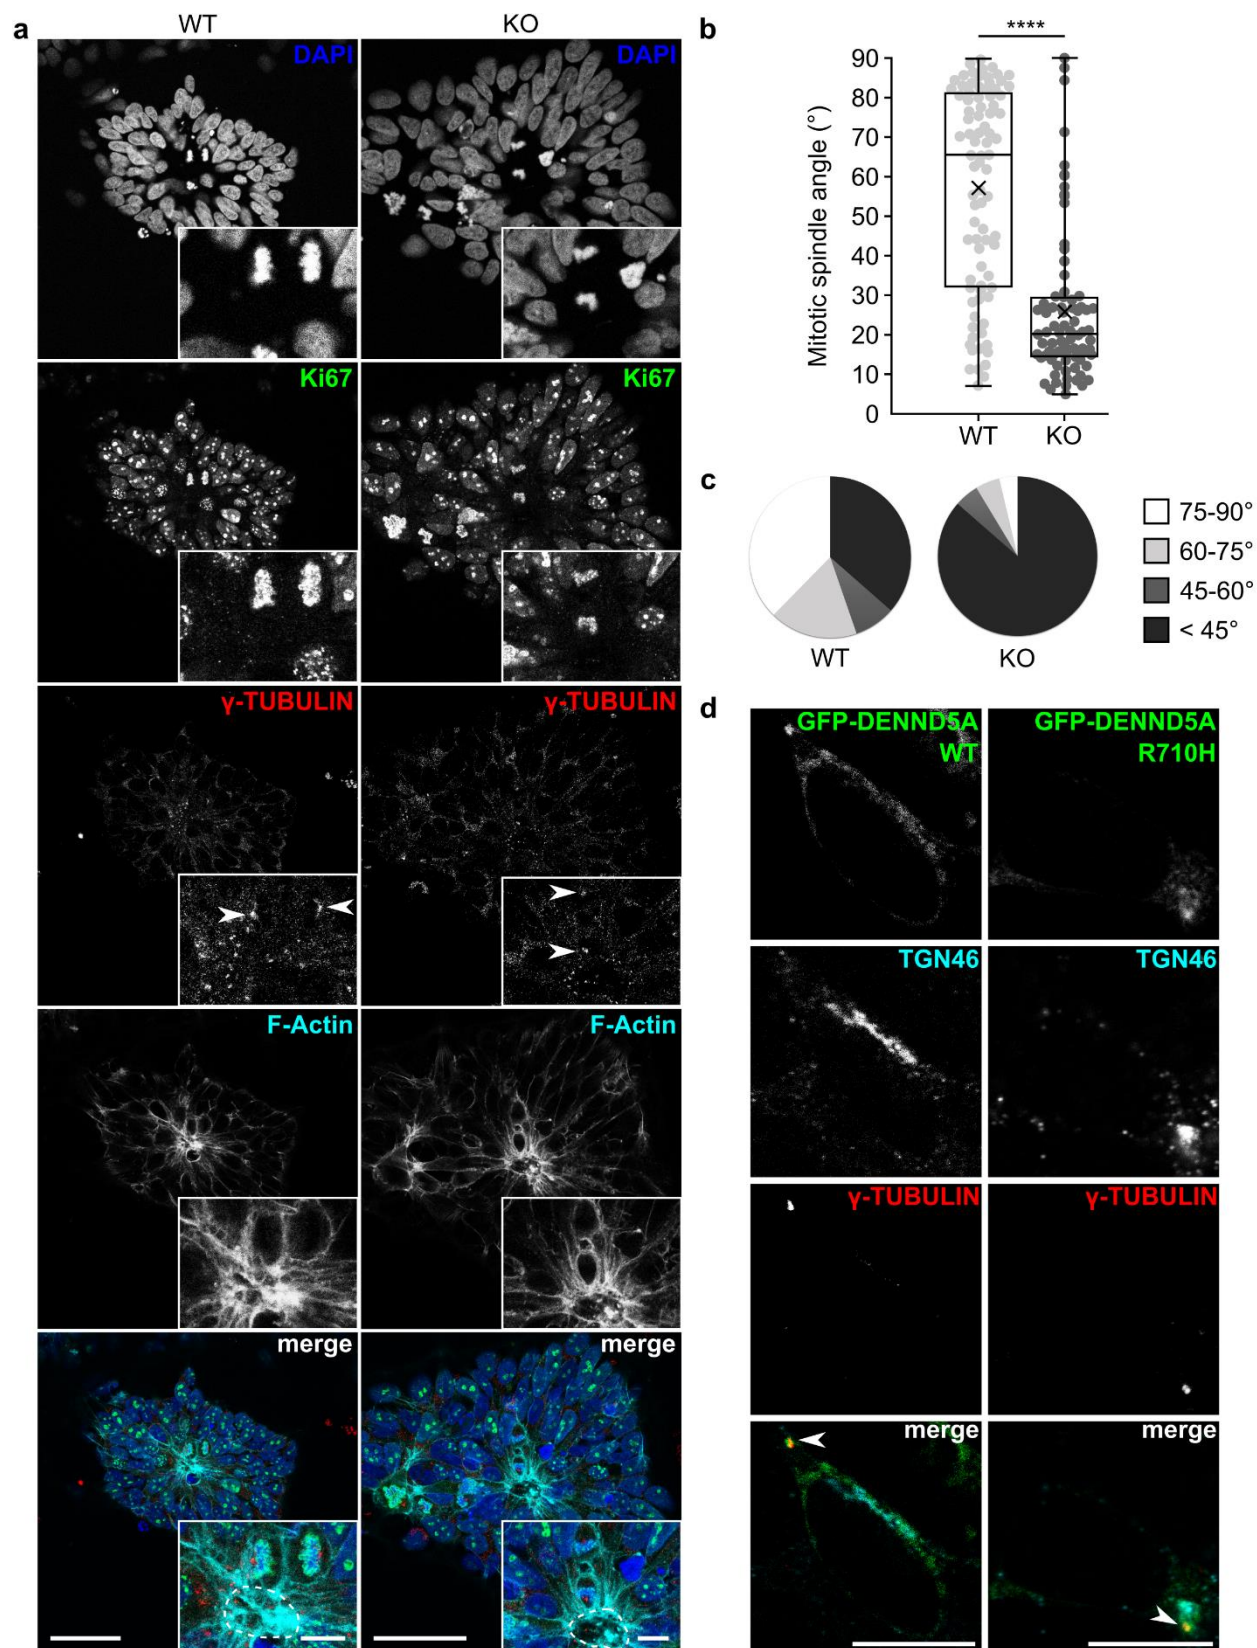 a
WT
KO
DAPI
DAPI
Ki67
Ki67
γ-TUBULIN
γ-TUBULIN
F-Actin
F-Actin
merge
merge
b
****
Mitotic spindle angle (°)
90
80
70
60
50
40
30
20
10
0
WT
KO
c
WT
KO
75-90°
60-75°
45-60°
< 45°
d
GFP-DENND5A
WT
GFP-DENND5A
R710H
TGN46
TGN46
γ-TUBULIN
γ-TUBULIN
merge
merge